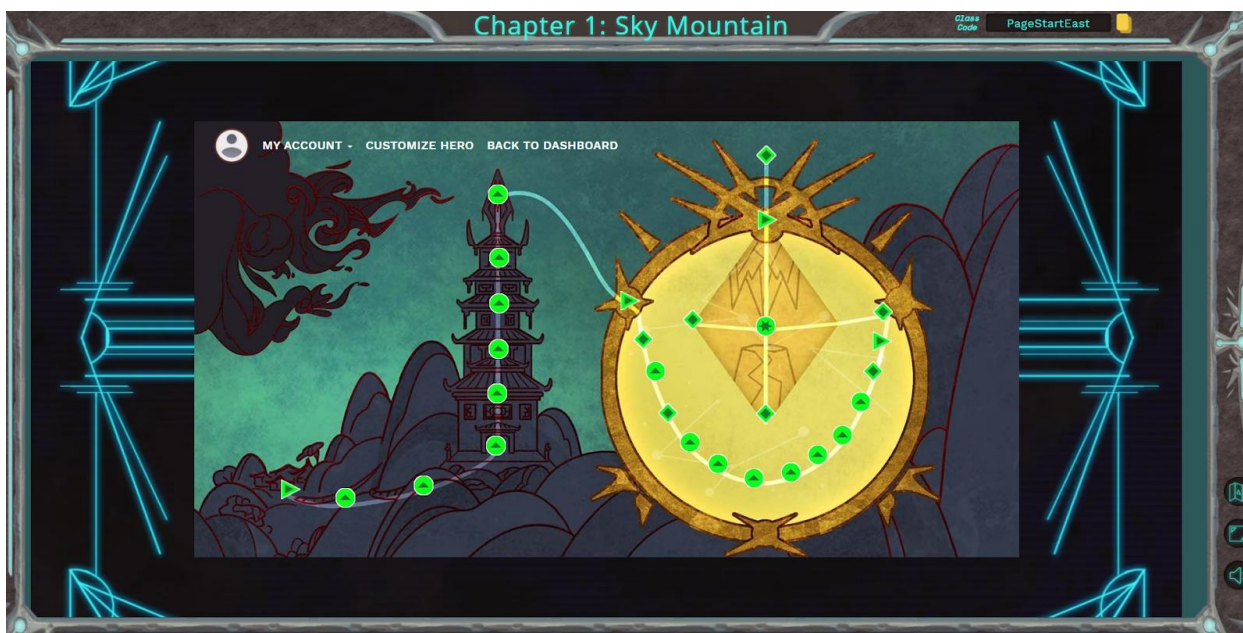 Chapter 1: Sky Mountain
Class
Code
PageStartEast
MY ACCOUNT
CUSTOMIZE HERO
BACK TO DASHBOARD